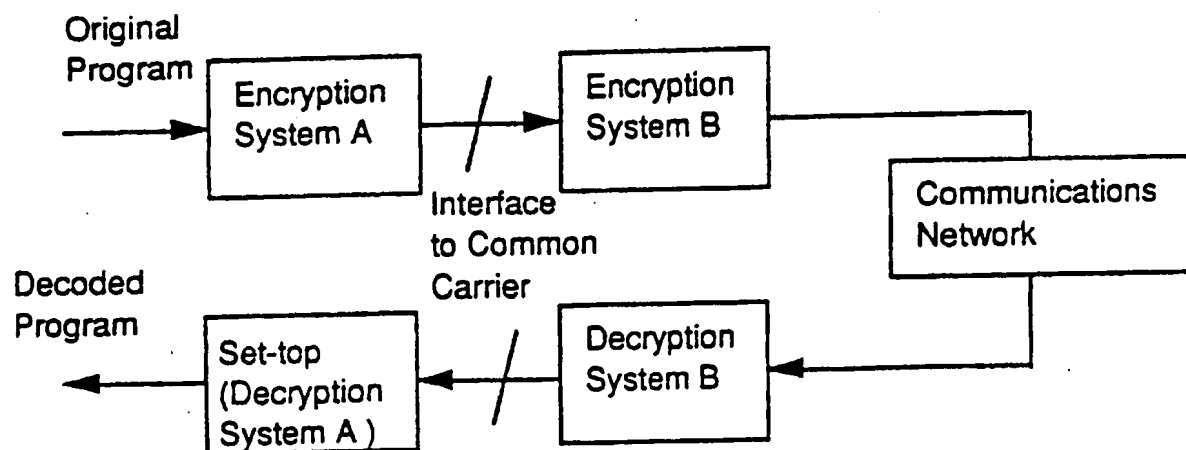 Original
Program
Encryption
System A
Encryption
System B
Interface
to Common
Carrier
Communications
Network
Decoded
Program
Set-top
(Decryption
System A )
Decryption
System B